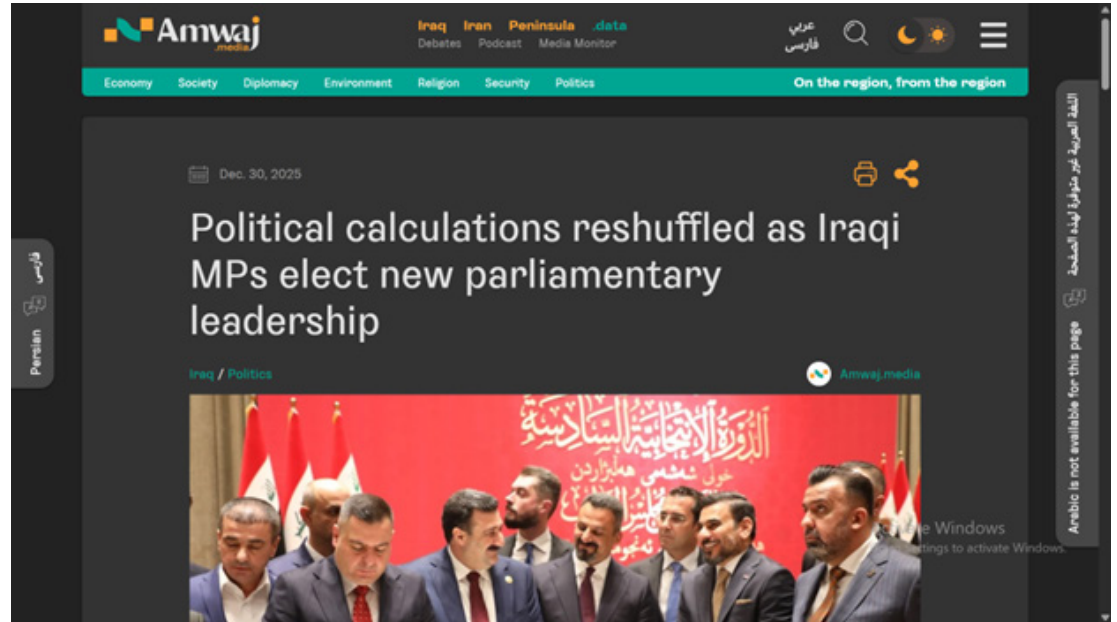 Amwaj
.media
Iraq Iran Peninsula .data
Debates Podcast Media Monitor
عربي
فارسی
Economy Society Diplomacy Environment Religion Security Politics
On the region, from the region
Dec. 30, 2025
Political calculations reshuffled as Iraqi
MPs elect new parliamentary
leadership
Iraq / Politics
Amwaj.media
فارسی
Persian
اللغة العربية غير متوفرة لهذه الصفحة
Arabic is not available for this page
الدورة الانتخابية السادسة
خولی شەشەمی هەڵبژاردن
Windows
to activate Windows.